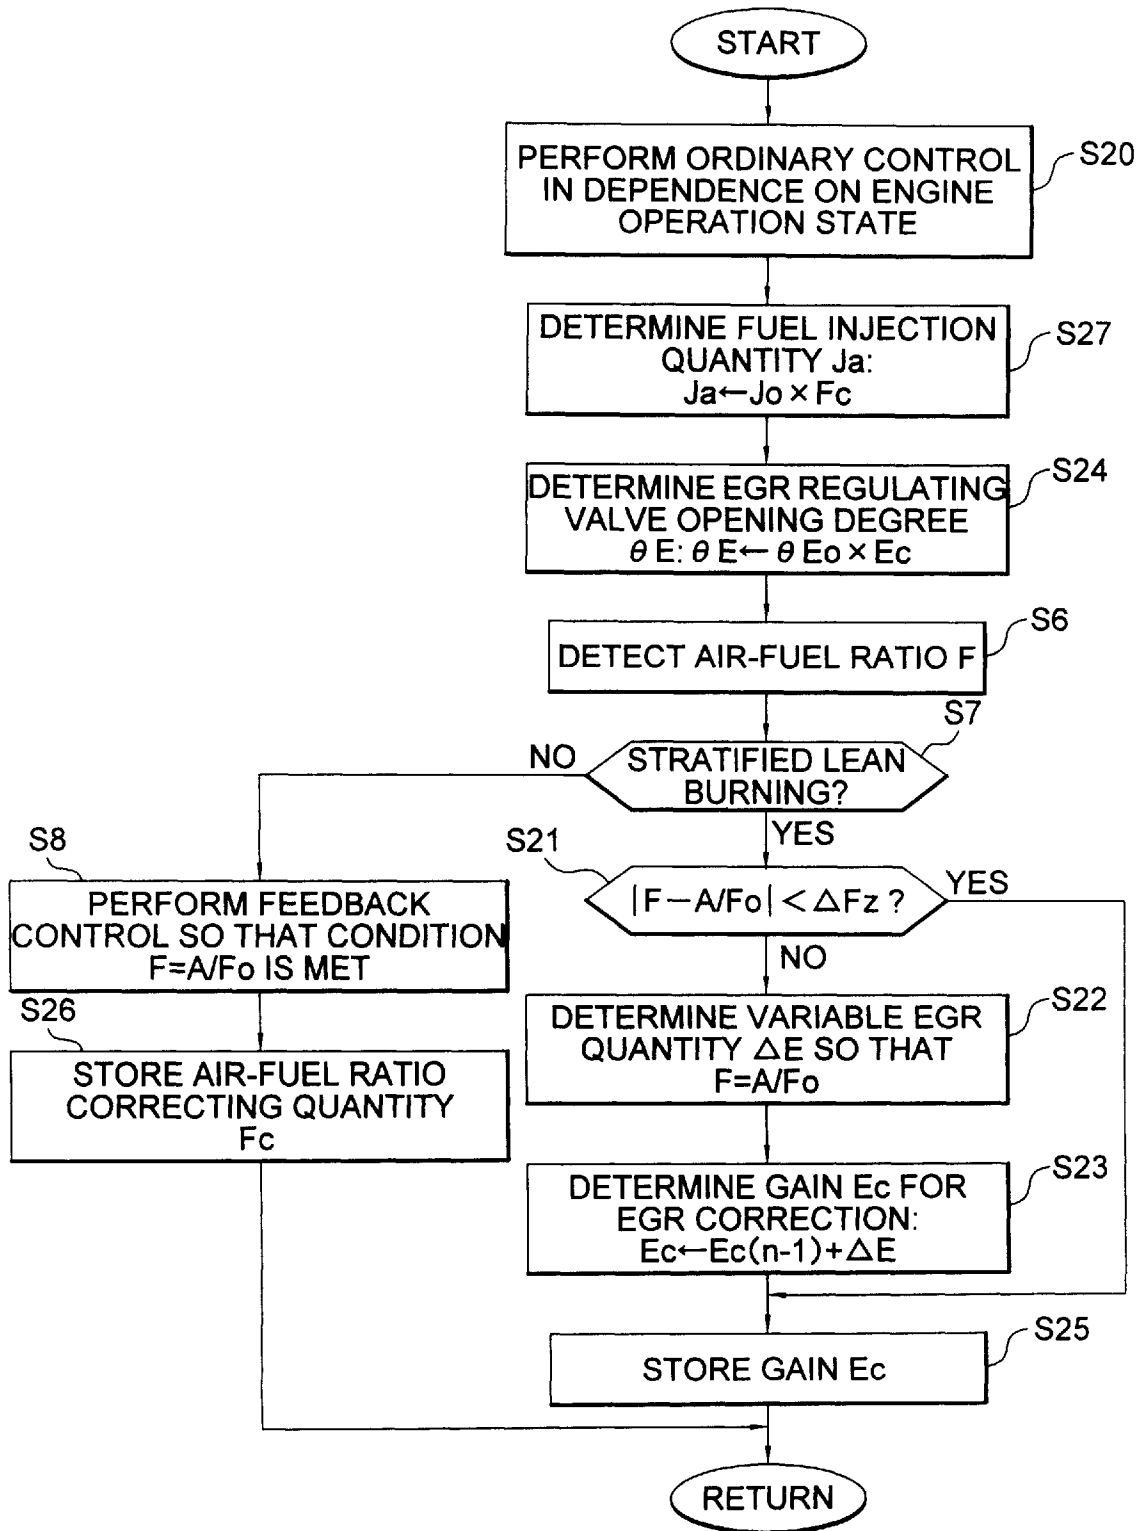 START
PERFORM ORDINARY CONTROL
IN DEPENDENCE ON ENGINE
OPERATION STATE
S20
DETERMINE FUEL INJECTION
QUANTITY Ja:
Ja←Jo×Fc
S27
DETERMINE EGR REGULATING
VALVE OPENING DEGREE
θE: θE← θEo×Ec
S24
DETECT AIR-FUEL RATIO F
S6
STRATIFIED LEAN
BURNING?
S7
NO
YES
S8
PERFORM FEEDBACK
CONTROL SO THAT CONDITION
F=A/Fo IS MET
S26
STORE AIR-FUEL RATIO
CORRECTING QUANTITY
Fc
S21
|F−A/Fo| <△Fz ?
YES
NO
DETERMINE VARIABLE EGR
QUANTITY △E SO THAT
F=A/Fo
S22
DETERMINE GAIN Ec FOR
EGR CORRECTION:
Ec←Ec(n-1)+△E
S23
STORE GAIN Ec
S25
RETURN